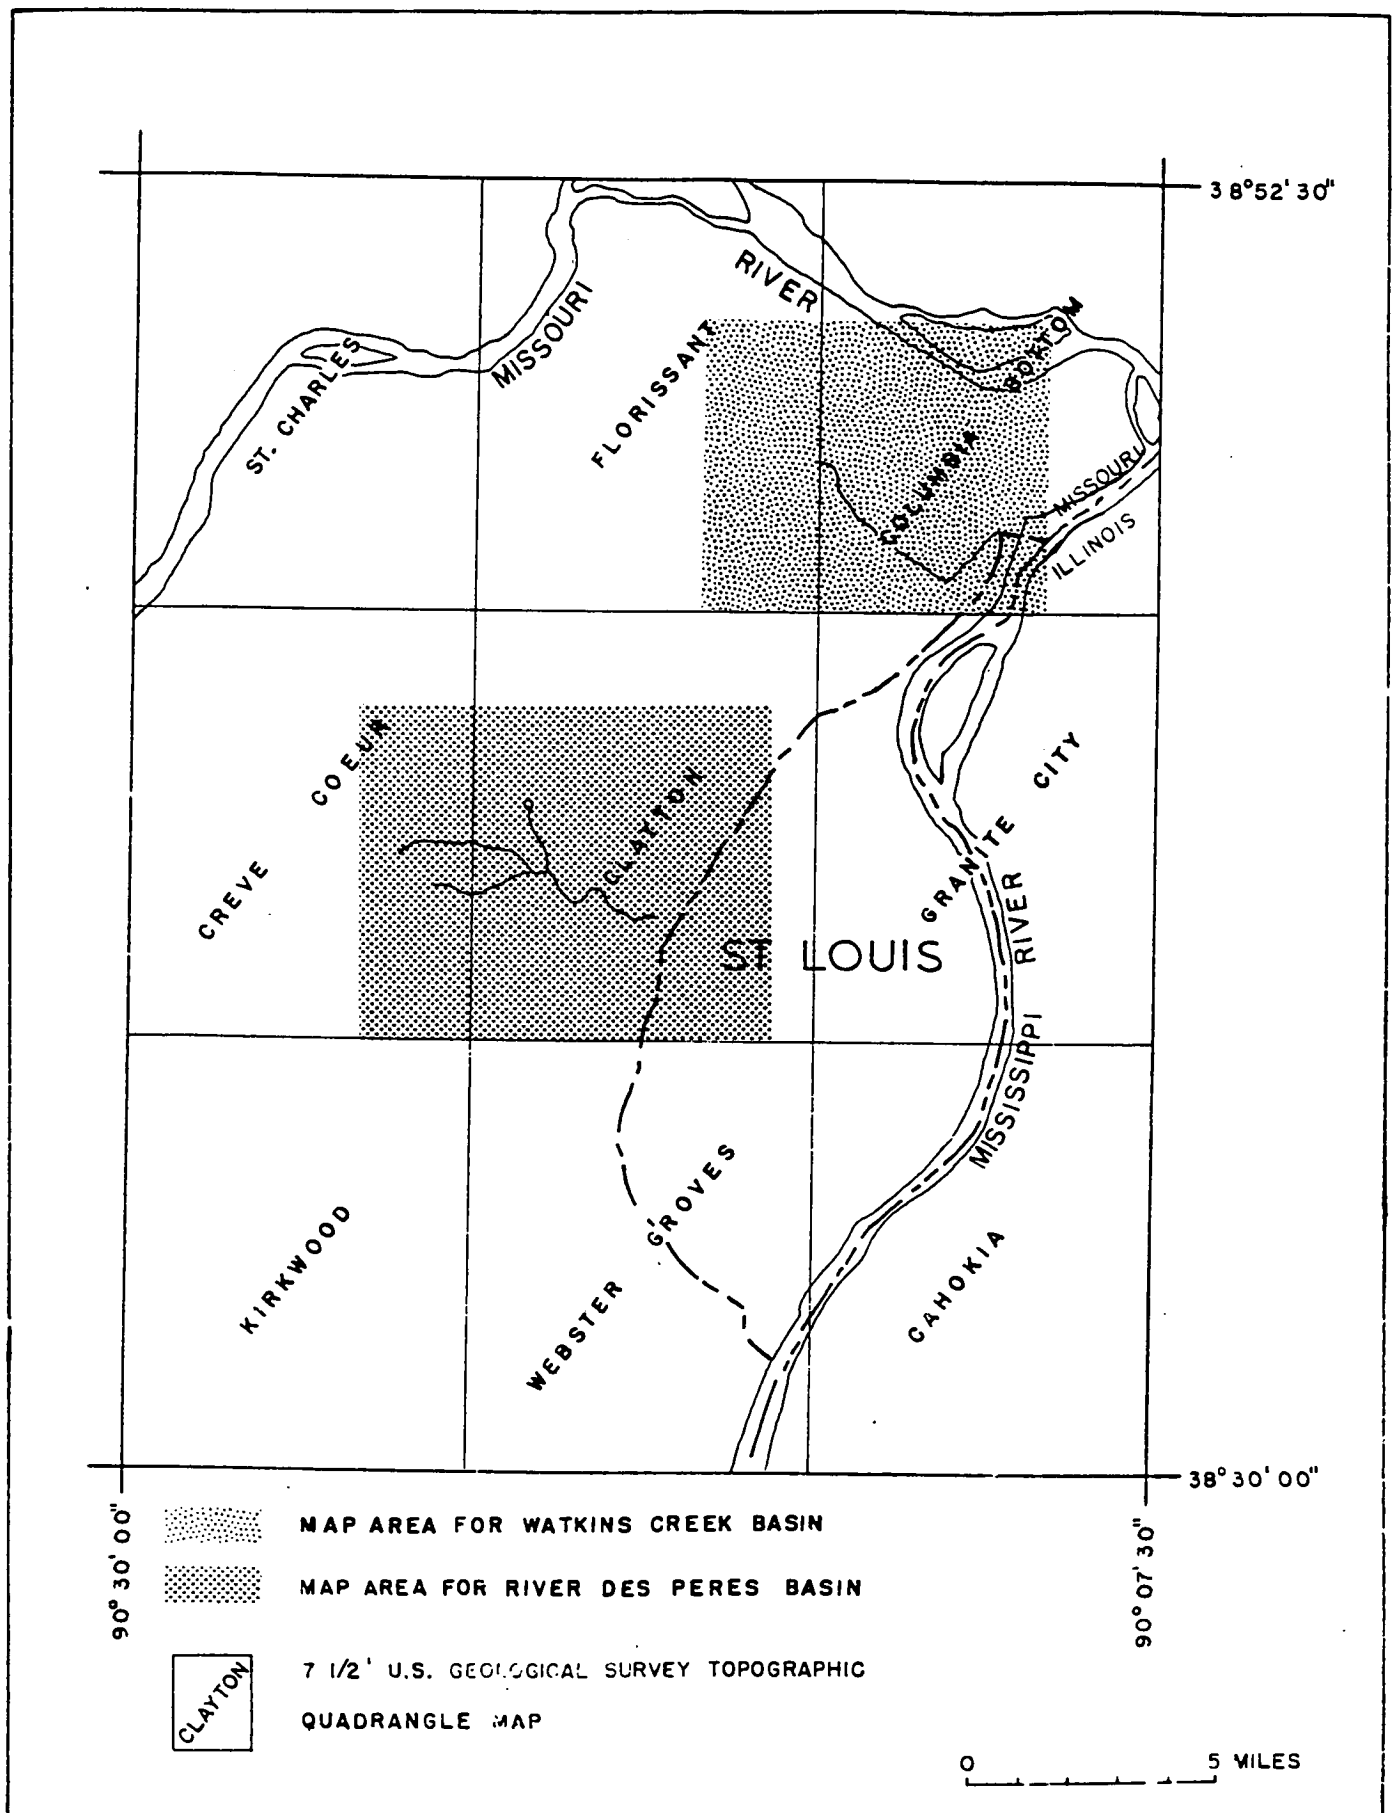 38°52'30"
RIVER
MISSOURI
ST. CHARLES
FLORISSANT
COLUMBIA BOTTOM
MISSOURI
ILLINOIS
CREVE COEUR
CLAYTON
GRANITE CITY
ST LOUIS
MISSISSIPPI RIVER
KIRKWOOD
WEBSTER GROVES
CAHOKIA
38°30'00"
90°30'00"
90°07'30"
MAP AREA FOR WATKINS CREEK BASIN
MAP AREA FOR RIVER DES PERES BASIN
CLAYTON
7 1/2' U.S. GEOLOGICAL SURVEY TOPOGRAPHIC
QUADRANGLE MAP
0 5 MILES